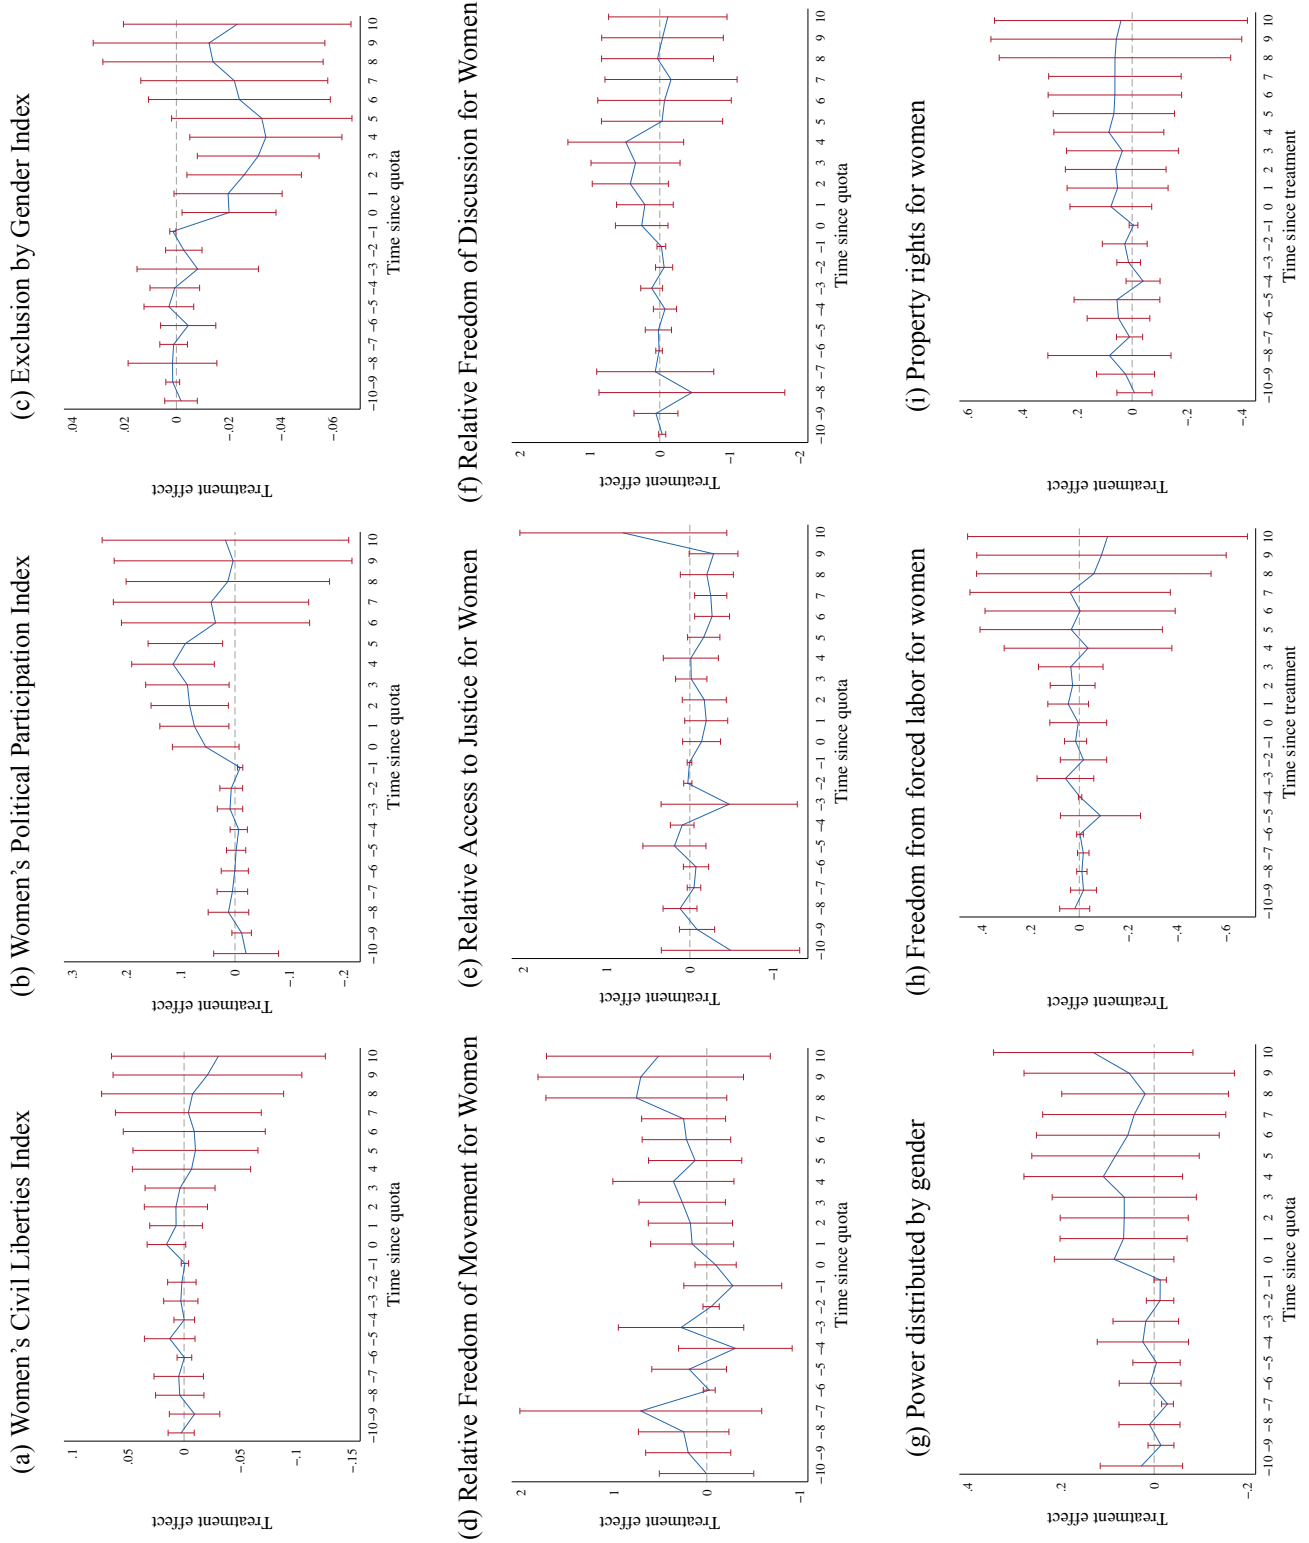 (a) Women's Civil Liberties Index
Treatment effect
.1
.05
0
-.05
-.1
-.15
-10 -9 -8 -7 -6 -5 -4 -3 -2 -1 0 1 2 3 4 5 6 7 8 9 10
Time since quota
(b) Women's Political Participation Index
Treatment effect
.3
.2
.1
0
-.1
-.2
-10 -9 -8 -7 -6 -5 -4 -3 -2 -1 0 1 2 3 4 5 6 7 8 9 10
Time since quota
(c) Exclusion by Gender Index
Treatment effect
.04
.02
0
-.02
-.04
-.06
-10 -9 -8 -7 -6 -5 -4 -3 -2 -1 0 1 2 3 4 5 6 7 8 9 10
Time since quota
(d) Relative Freedom of Movement for Women
Treatment effect
2
1
0
-1
-10 -9 -8 -7 -6 -5 -4 -3 -2 -1 0 1 2 3 4 5 6 7 8 9 10
Time since quota
(e) Relative Access to Justice for Women
Treatment effect
2
1
0
-1
-10 -9 -8 -7 -6 -5 -4 -3 -2 -1 0 1 2 3 4 5 6 7 8 9 10
Time since quota
(f) Relative Freedom of Discussion for Women
Treatment effect
2
1
0
-1
-2
-10 -9 -8 -7 -6 -5 -4 -3 -2 -1 0 1 2 3 4 5 6 7 8 9 10
Time since quota
(g) Power distributed by gender
Treatment effect
.4
.2
0
-.2
-10 -9 -8 -7 -6 -5 -4 -3 -2 -1 0 1 2 3 4 5 6 7 8 9 10
Time since quota
(h) Freedom from forced labor for women
Treatment effect
.4
.2
0
-.2
-.4
-.6
-10 -9 -8 -7 -6 -5 -4 -3 -2 -1 0 1 2 3 4 5 6 7 8 9 10
Time since treatment
(i) Property rights for women
Treatment effect
.6
.4
.2
0
-.2
-.4
-10 -9 -8 -7 -6 -5 -4 -3 -2 -1 0 1 2 3 4 5 6 7 8 9 10
Time since treatment